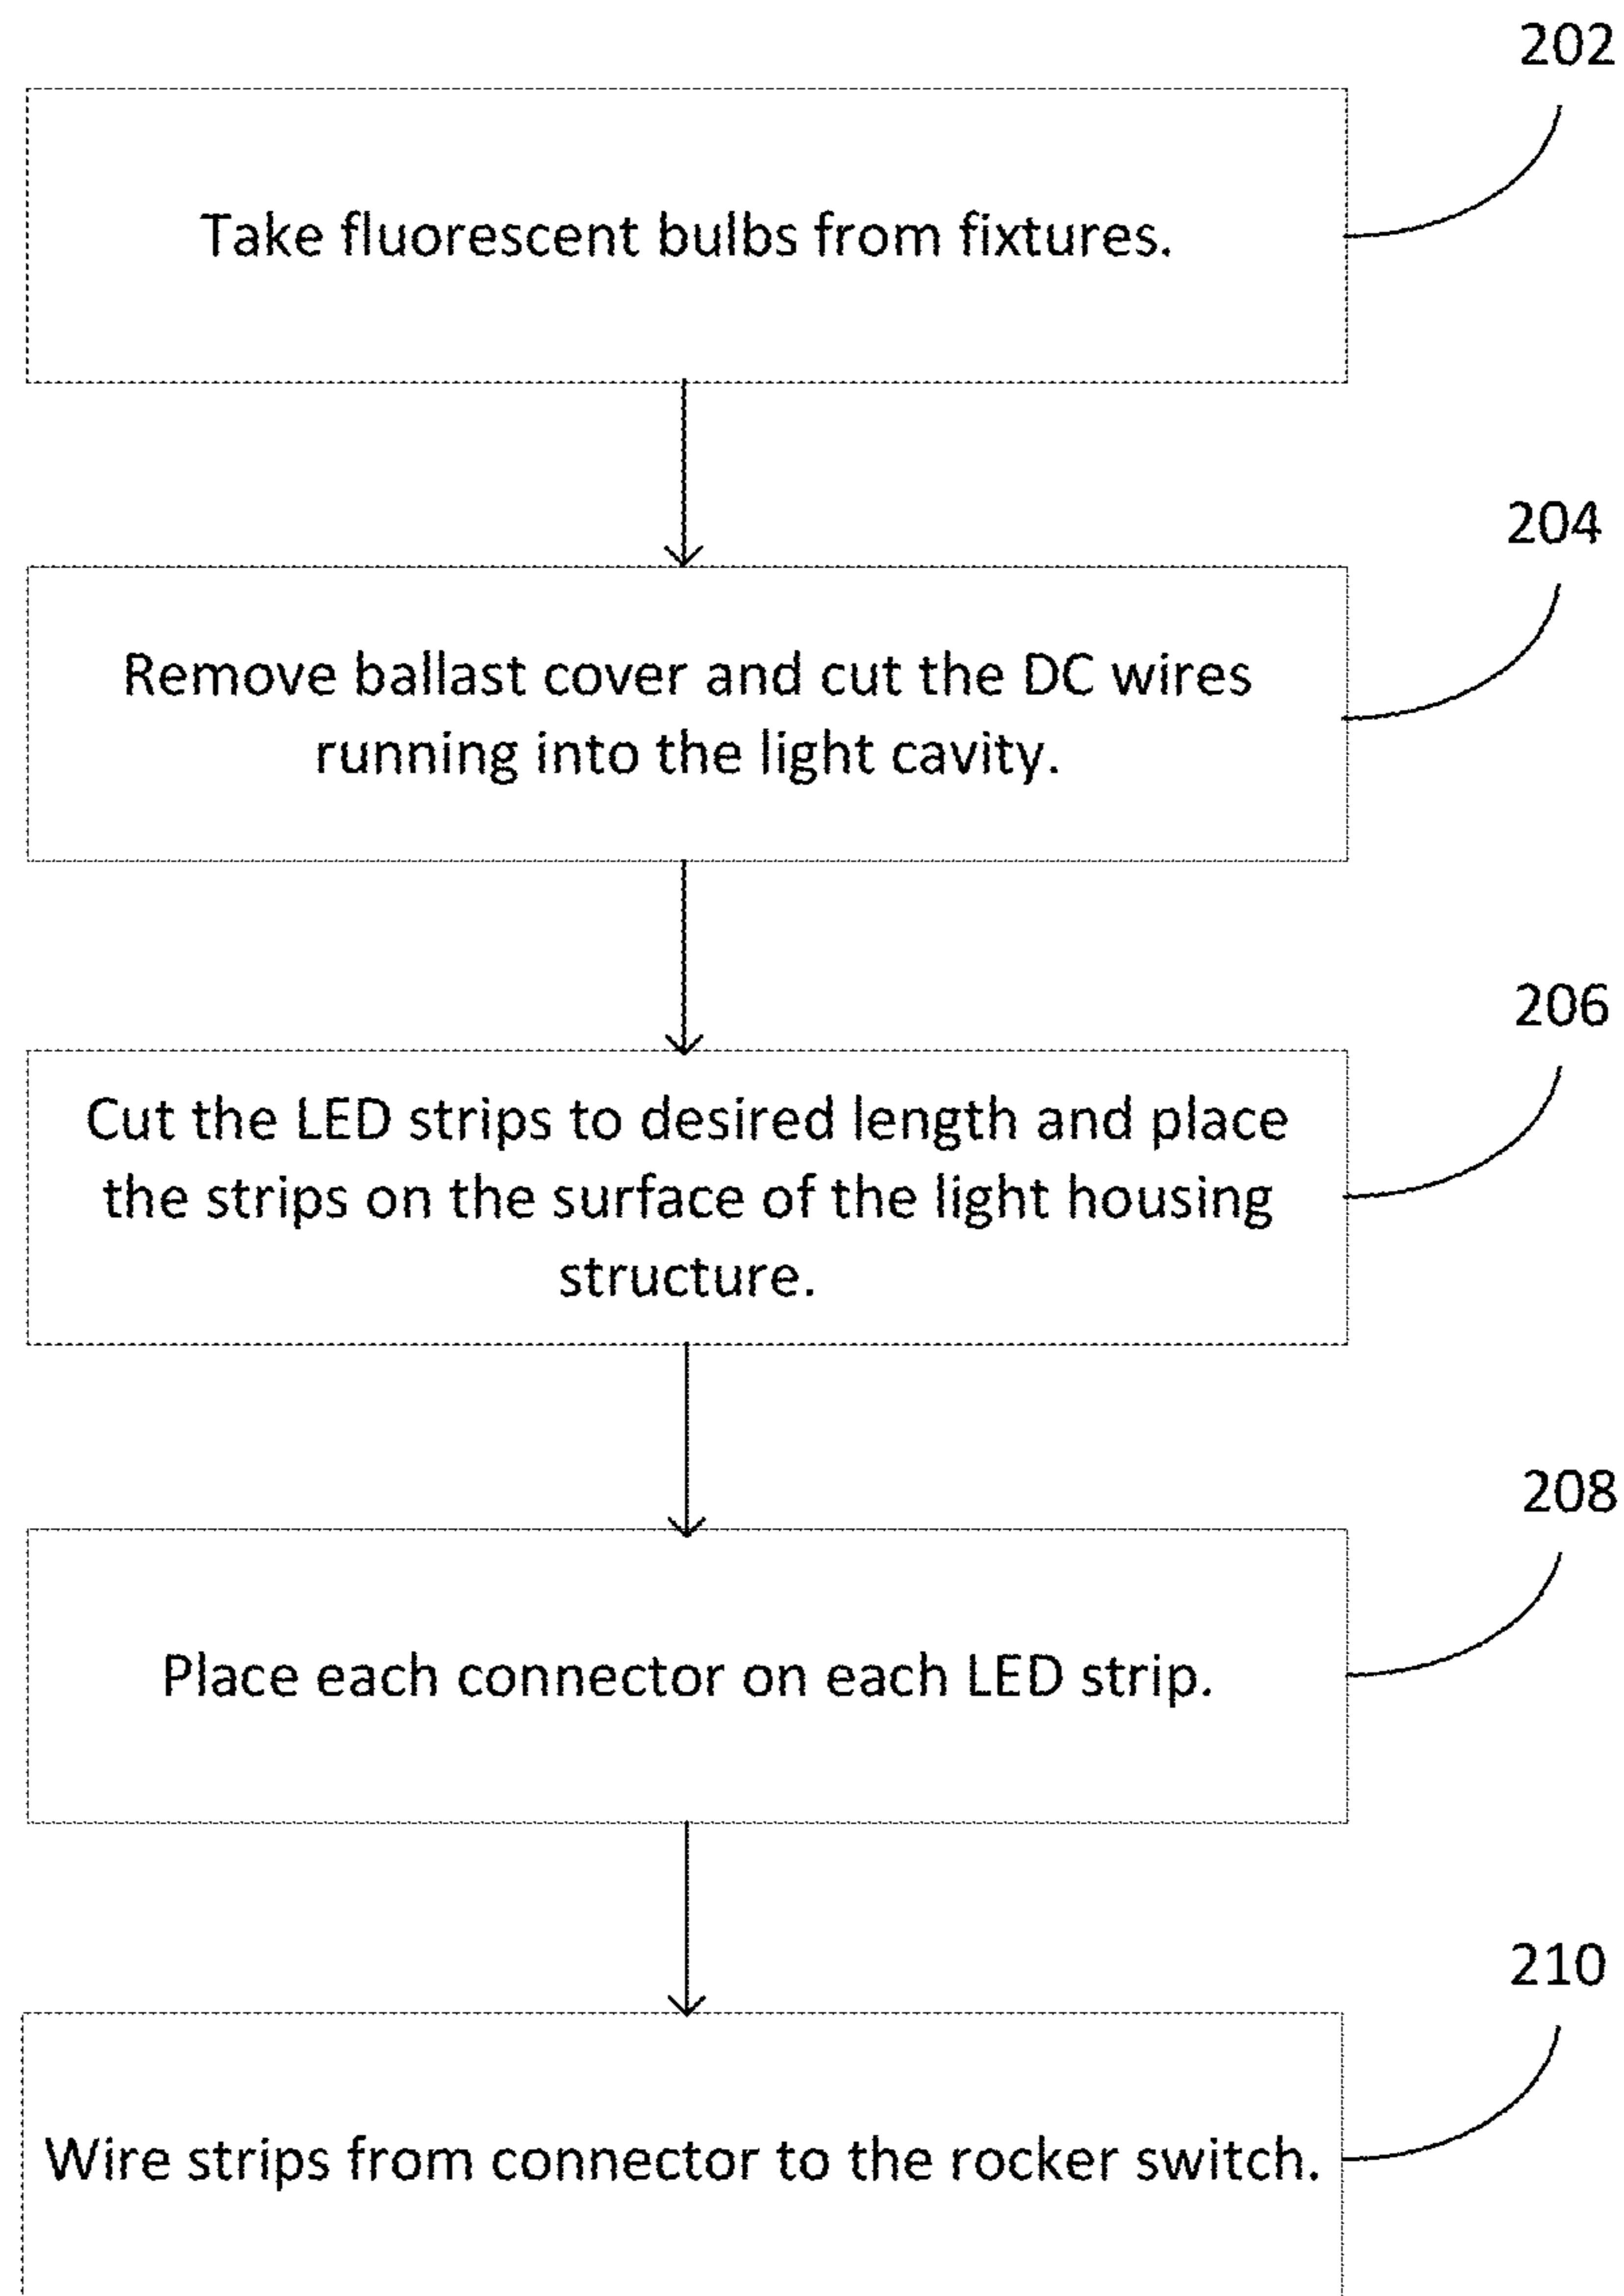 202
Take fluorescent bulbs from fixtures.
204
Remove ballast cover and cut the DC wires
running into the light cavity.
206
Cut the LED strips to desired length and place
the strips on the surface of the light housing
structure.
208
Place each connector on each LED strip.
210
Wire strips from connector to the rocker switch.